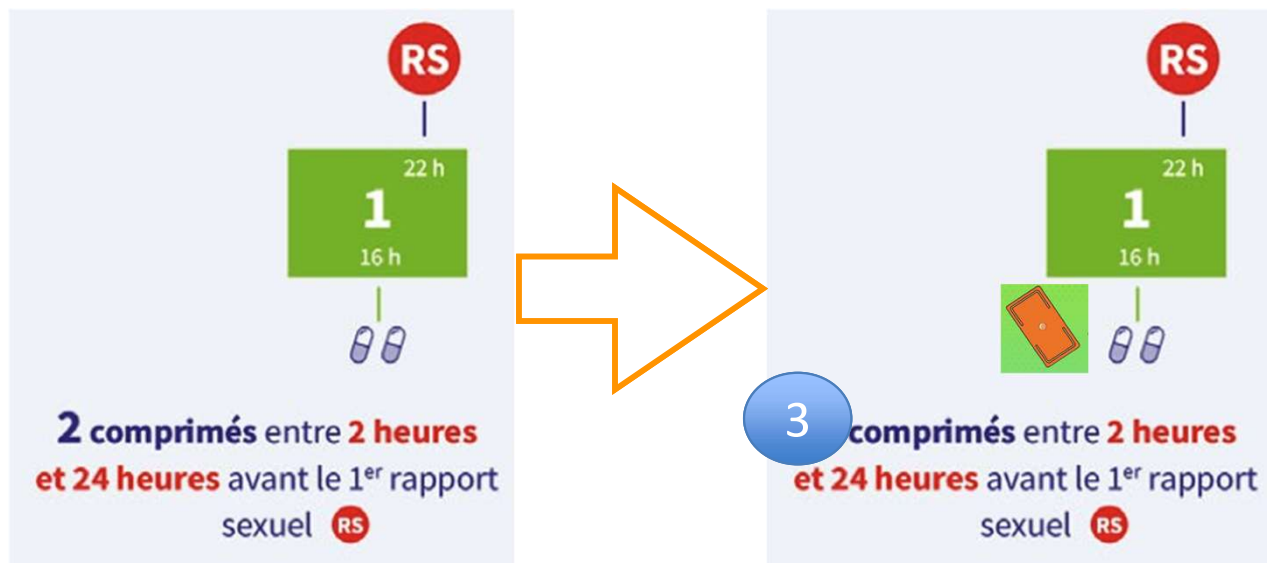 RS
22 h
1
16 h
2 comprimés entre 2 heures
et 24 heures avant le 1er rapport
sexuel RS
RS
22 h
1
16 h
3 comprimés entre 2 heures
et 24 heures avant le 1er rapport
sexuel RS